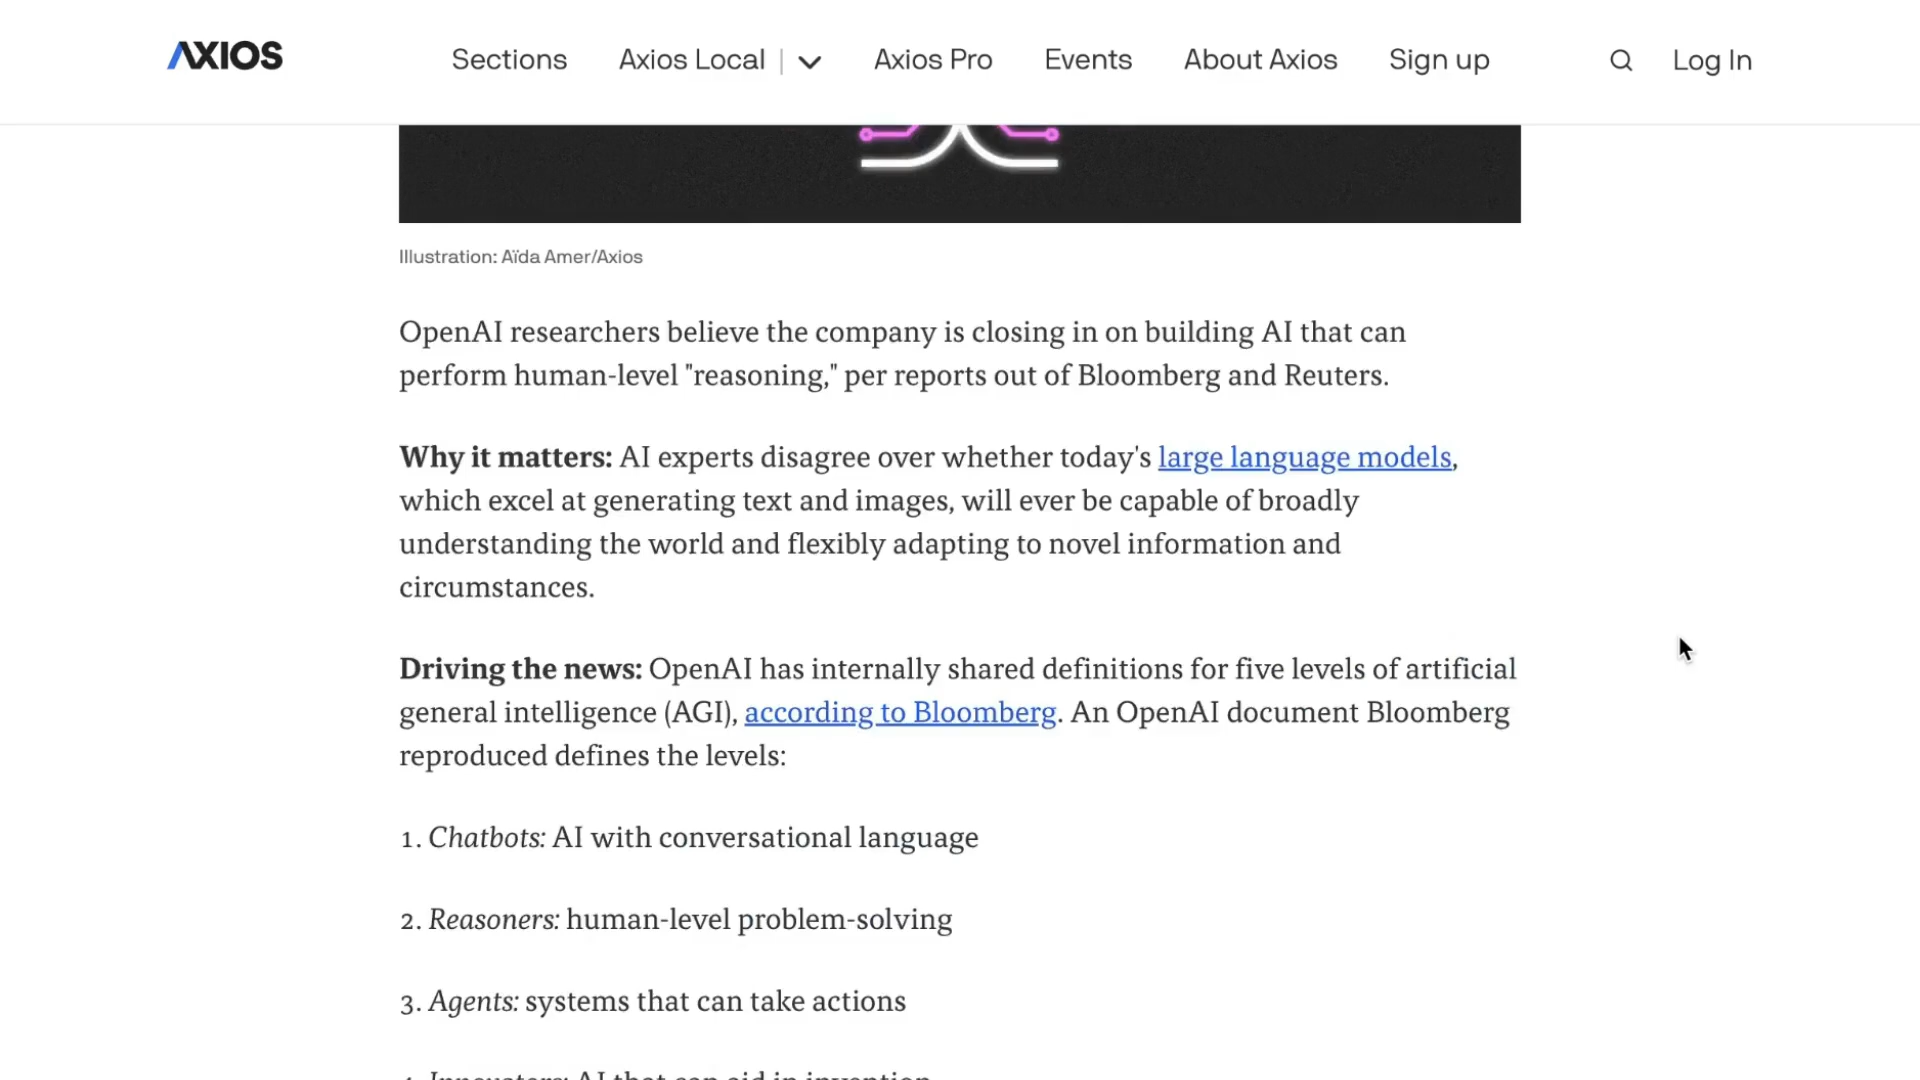 AXIOS
Sections
Axios Local
Axios Pro
Events
About Axios
Sign up
Log In
Illustration: Aïda Amer/Axios
OpenAI researchers believe the company is closing in on building AI that can
perform human-level "reasoning," per reports out of Bloomberg and Reuters.
Why it matters: AI experts disagree over whether today's large language models,
which excel at generating text and images, will ever be capable of broadly
understanding the world and flexibly adapting to novel information and
circumstances.
Driving the news: OpenAI has internally shared definitions for five levels of artificial
general intelligence (AGI), according to Bloomberg. An OpenAI document Bloomberg
reproduced defines the levels:
1. Chatbots: AI with conversational language
2. Reasoners: human-level problem-solving
3. Agents: systems that can take actions
4. Innovators: AI that can aid in invention